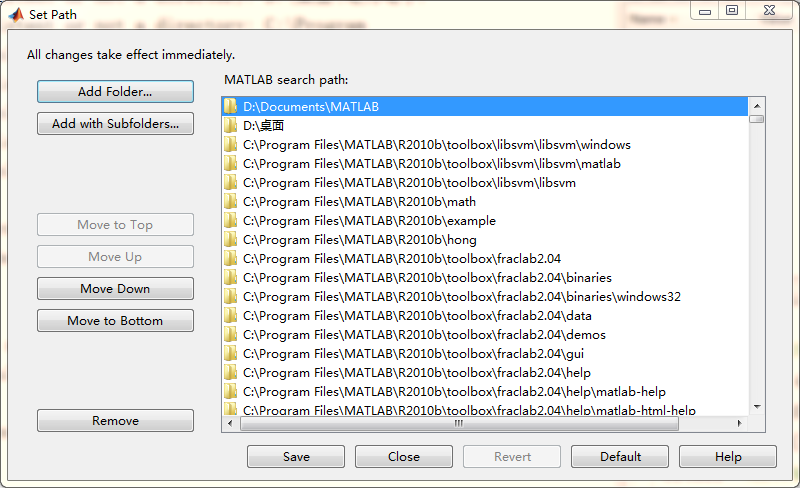 Set Path
All changes take effect immediately.
Add Folder...
Add with Subfolders...
Move to Top
Move Up
Move Down
Move to Bottom
Remove
MATLAB search path:
D:\Documents\MATLAB
D:\桌面
C:\Program Files\MATLAB\R2010b\toolbox\libsvm\libsvm\windows
C:\Program Files\MATLAB\R2010b\toolbox\libsvm\libsvm\matlab
C:\Program Files\MATLAB\R2010b\toolbox\libsvm\libsvm
C:\Program Files\MATLAB\R2010b\math
C:\Program Files\MATLAB\R2010b\example
C:\Program Files\MATLAB\R2010b\hong
C:\Program Files\MATLAB\R2010b\toolbox\fraclab2.04
C:\Program Files\MATLAB\R2010b\toolbox\fraclab2.04\binaries
C:\Program Files\MATLAB\R2010b\toolbox\fraclab2.04\binaries\windows32
C:\Program Files\MATLAB\R2010b\toolbox\fraclab2.04\data
C:\Program Files\MATLAB\R2010b\toolbox\fraclab2.04\demos
C:\Program Files\MATLAB\R2010b\toolbox\fraclab2.04\gui
C:\Program Files\MATLAB\R2010b\toolbox\fraclab2.04\help
C:\Program Files\MATLAB\R2010b\toolbox\fraclab2.04\help\matlab-help
C:\Program Files\MATLAB\R2010b\toolbox\fraclab2.04\help\matlab-html-help
Save Close Revert Default Help